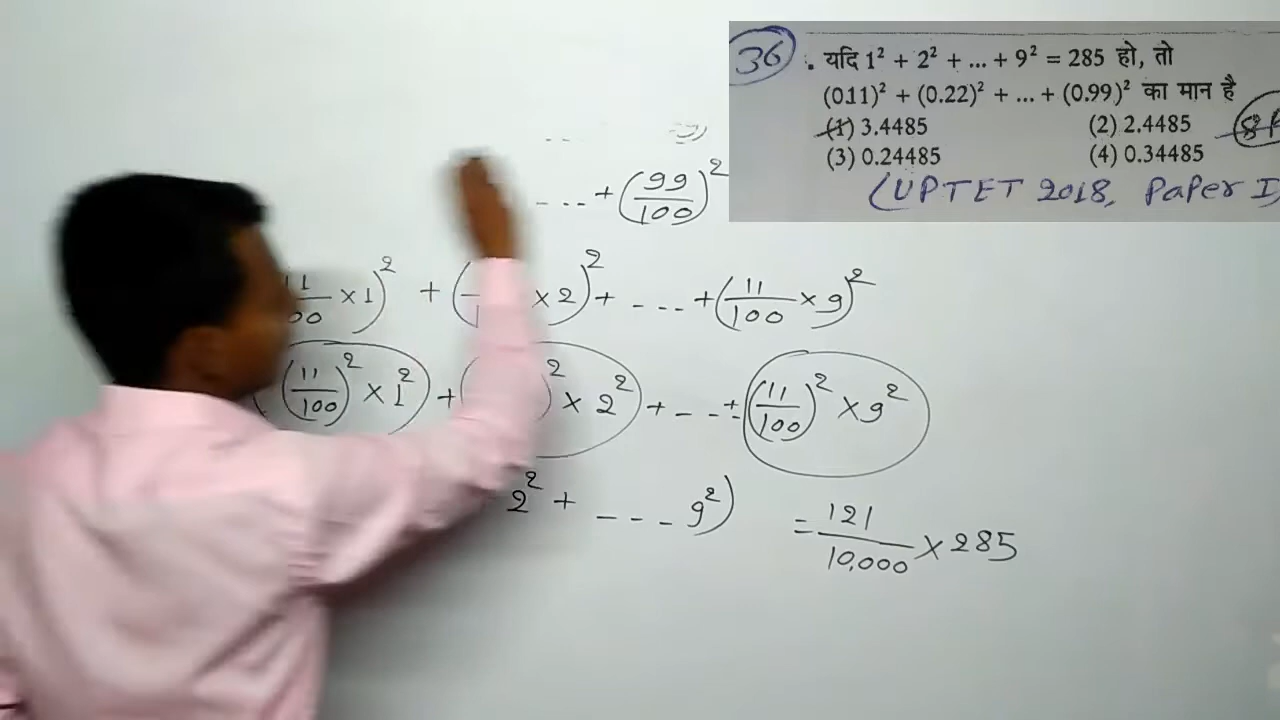 36 . यदि 1² + 2² + ... + 9² = 285 हो, तो
(0.11)² + (0.22)² + ... + (0.99)² का मान है
(1) 3.4485 (2) 2.4485
(3) 0.24485 (4) 0.34485
(UPTET 2018, Paper I
--- + (99/100)²
× 1)² + ( × 2)² + --- + (11/100 × 9)²
(11/100)² × 1² + ( )² × 2² + --- + (11/100)² × 9²
2² + --- 9²) = 121/10,000 × 285